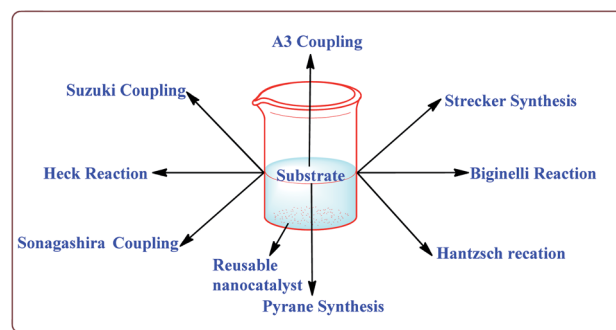 A3 Coupling
Suzuki Coupling
Strecker Synthesis
Heck Reaction
Substrate
Biginelli Reaction
Sonagashira Coupling
Hantzsch recation
Reusable
nanocatalyst
Pyrane Synthesis